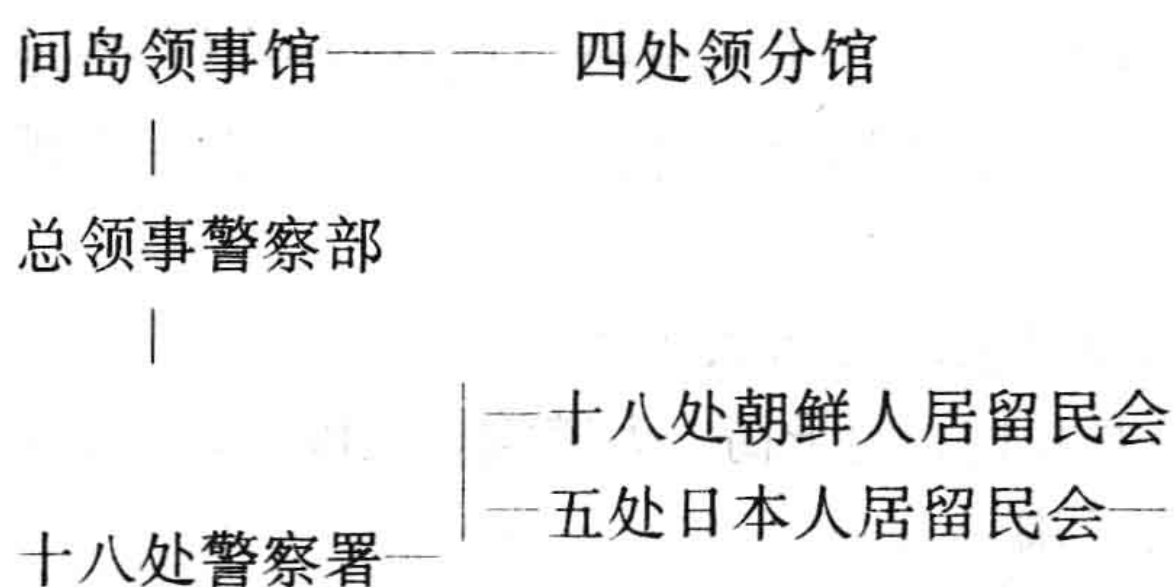 间岛领事馆—— ——四处领分馆
|
总领事警察部
|
—十八处朝鲜人居留民会
—五处日本人居留民会—
十八处警察署—